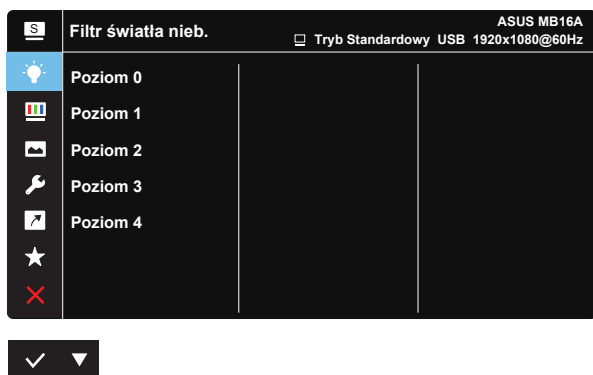 S
Filtr światła nieb.
ASUS MB16A
Tryb Standardowy USB 1920x1080@60Hz
Poziom 0
Poziom 1
Poziom 2
Poziom 3
Poziom 4